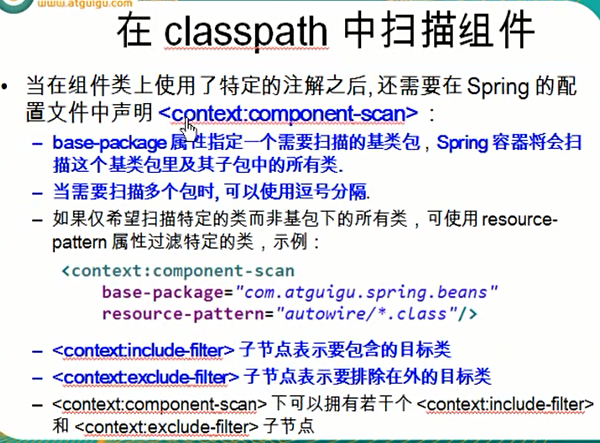 www.atguigu.com
在 classpath 中扫描组件
• 当在组件类上使用了特定的注解之后, 还需要在 Spring 的配
置文件中声明 <context:component-scan> ：
– base-package 属性指定一个需要扫描的基类包，Spring 容器将会扫
描这个基类包里及其子包中的所有类.
– 当需要扫描多个包时, 可以使用逗号分隔.
– 如果仅希望扫描特定的类而非基包下的所有类，可使用 resource-
pattern 属性过滤特定的类，示例：
<context:component-scan
base-package="com.atguigu.spring.beans"
resource-pattern="autowire/*.class"/>
– <context:include-filter> 子节点表示要包含的目标类
– <context:exclude-filter> 子节点表示要排除在外的目标类
– <context:component-scan> 下可以拥有若干个 <context:include-filter>
和 <context:exclude-filter> 子节点